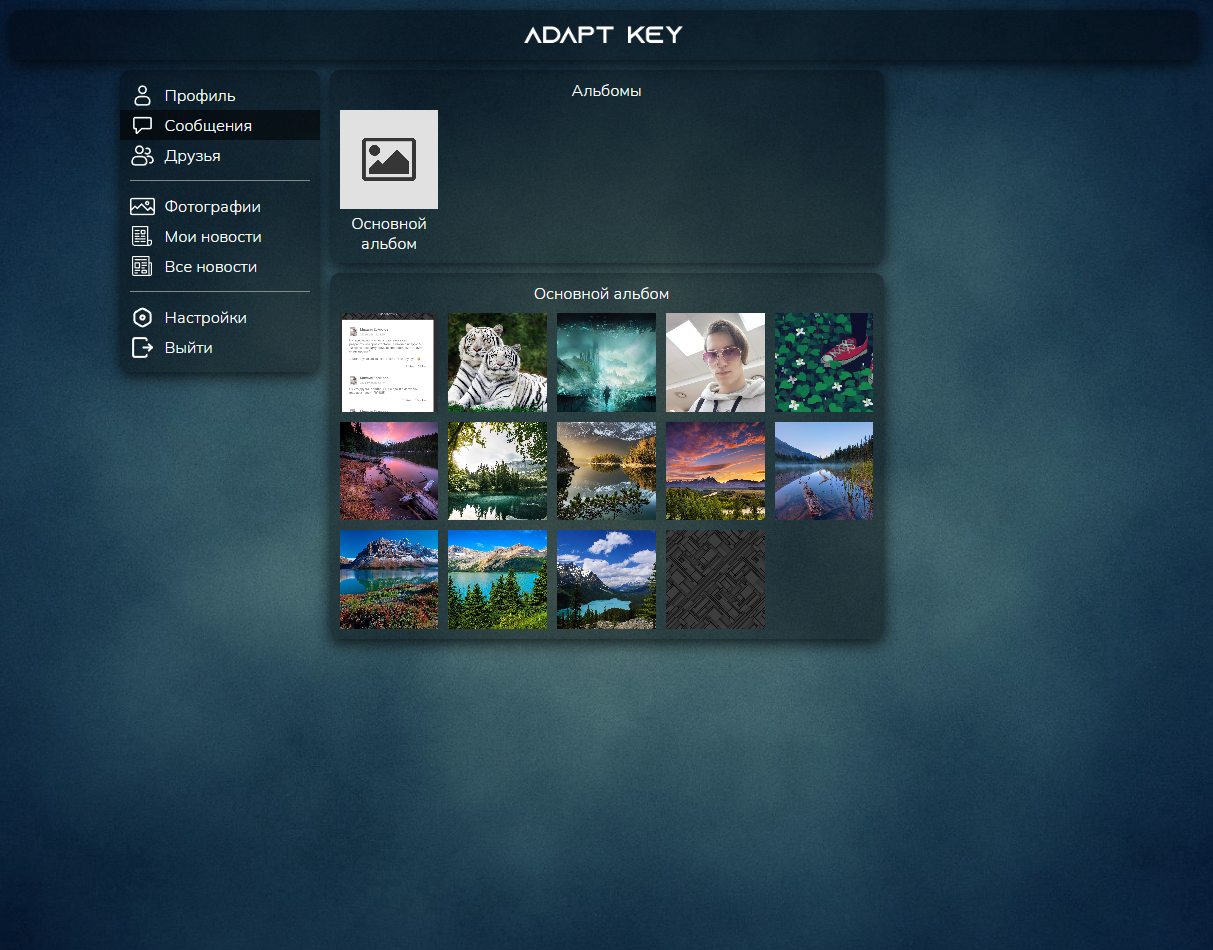 ADAPT KEY
Профиль
Сообщения
Друзья
Фотографии
Мои новости
Все новости
Настройки
Выйти
Альбомы
Основной
альбом
Основной альбом